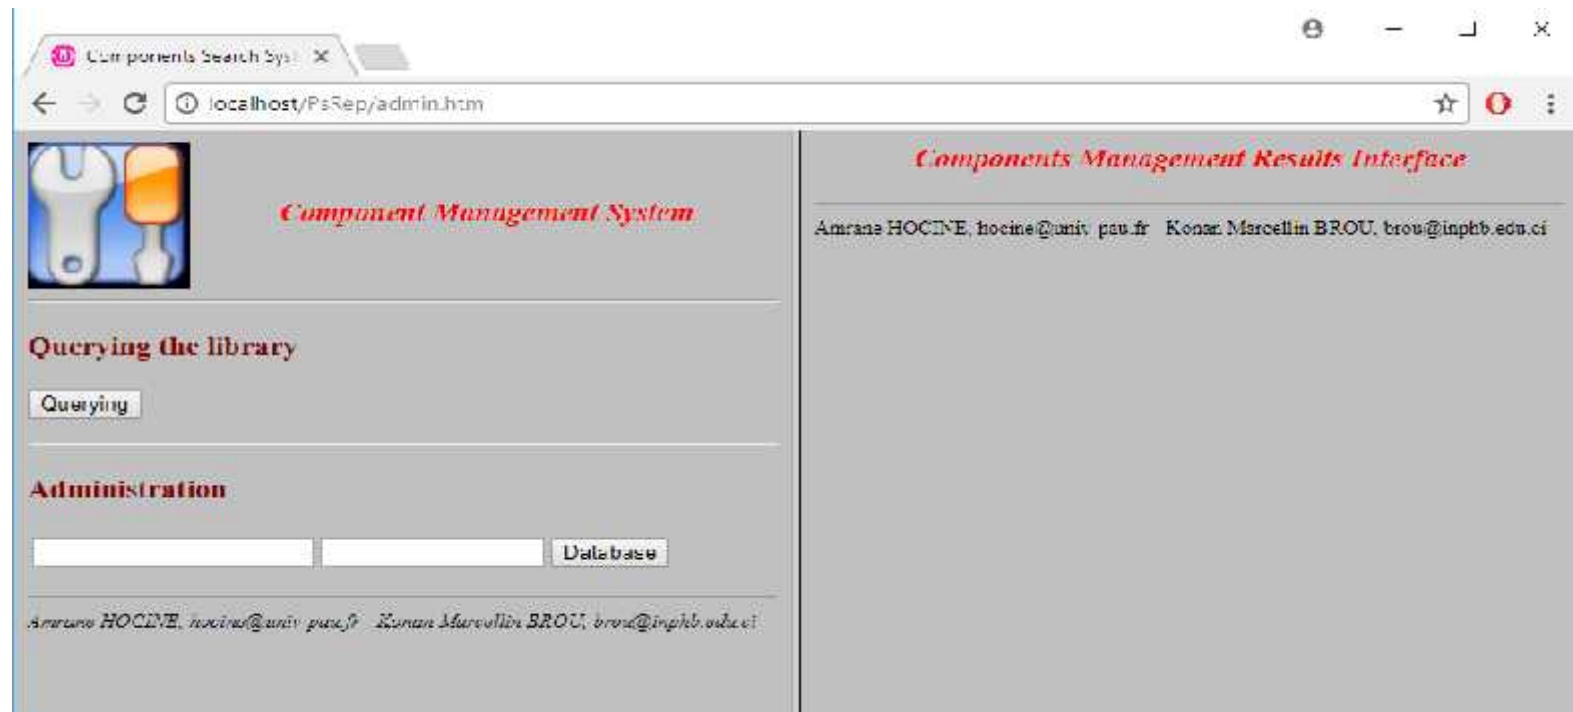 Components Search Syst
localhost/PsRep/admin.htm
Component Management System
Querying the library
Querying
Administration
Database
Amrane HOCINE, hocine@univ-pau.fr Konan Marcellin BROU, brou@inphb.edu.ci
Components Management Results Interface
Amrane HOCINE, hocine@univ-pau.fr Konan Marcellin BROU, brou@inphb.edu.ci